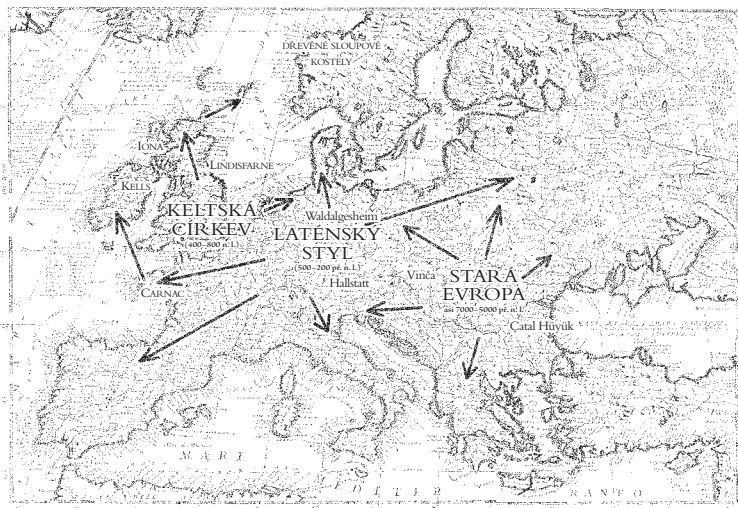 DŘEVĚNÉ SLOUPOVÉ
KOSTELY
IONA
LINDISFARNE
KELLS
KELTSKÁ
CÍRKEV
(400–800 n. l.)
Waldalgesheim
LATÉNSKÝ
STYL
(500–200 př. n. l.)
Hallstatt
Vinča
STARÁ
EVROPA
asi 7000–5000 př. n. l.
CARNAC
Çatal Hüyük
MARE